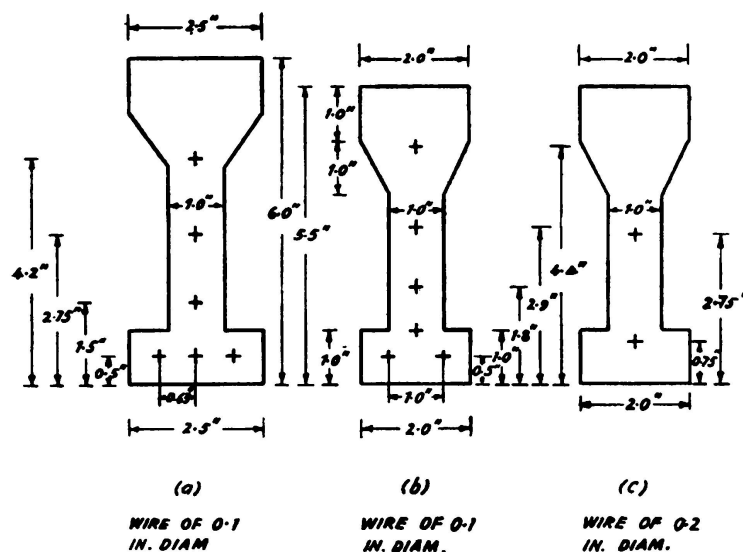 2·5"
4·2"
2·75"
1·5"
0·5"
1·0"
6·0"
0·63"
2·5"
2·0"
5·5"
1·0"
1·0"
1·0"
1·0"
0·5"
1·0"
1·8"
2·9"
1·0"
2·0"
2·0"
1·0"
2·75"
0·75"
2·0"
(a)
WIRE OF 0·1
IN. DIAM
(b)
WIRE OF 0·1
IN. DIAM.
(c)
WIRE OF 0·2
IN. DIAM.